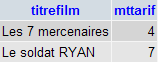 titrefilm mttarif
Les 7 mercenaires 4
Le soldat RYAN 7